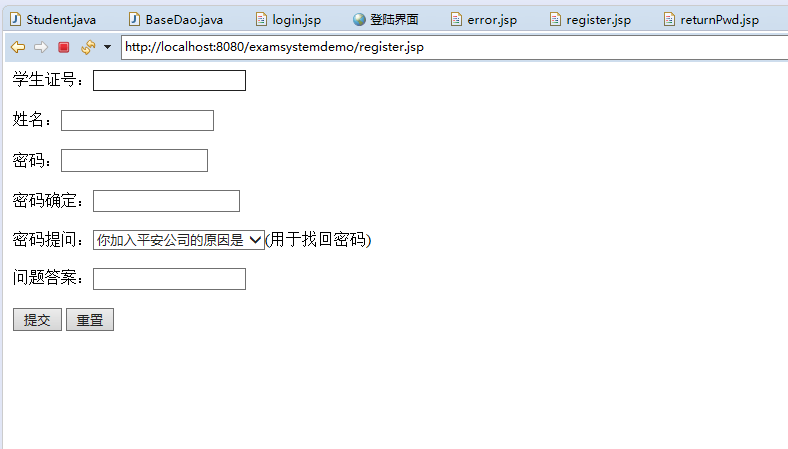 Student.java BaseDao.java login.jsp 登陆界面 error.jsp register.jsp returnPwd.jsp
http://localhost:8080/examsystemdemo/register.jsp
学生证号：
姓名：
密码：
密码确定：
密码提问： 你加入平安公司的原因是 (用于找回密码)
问题答案：
提交 重置